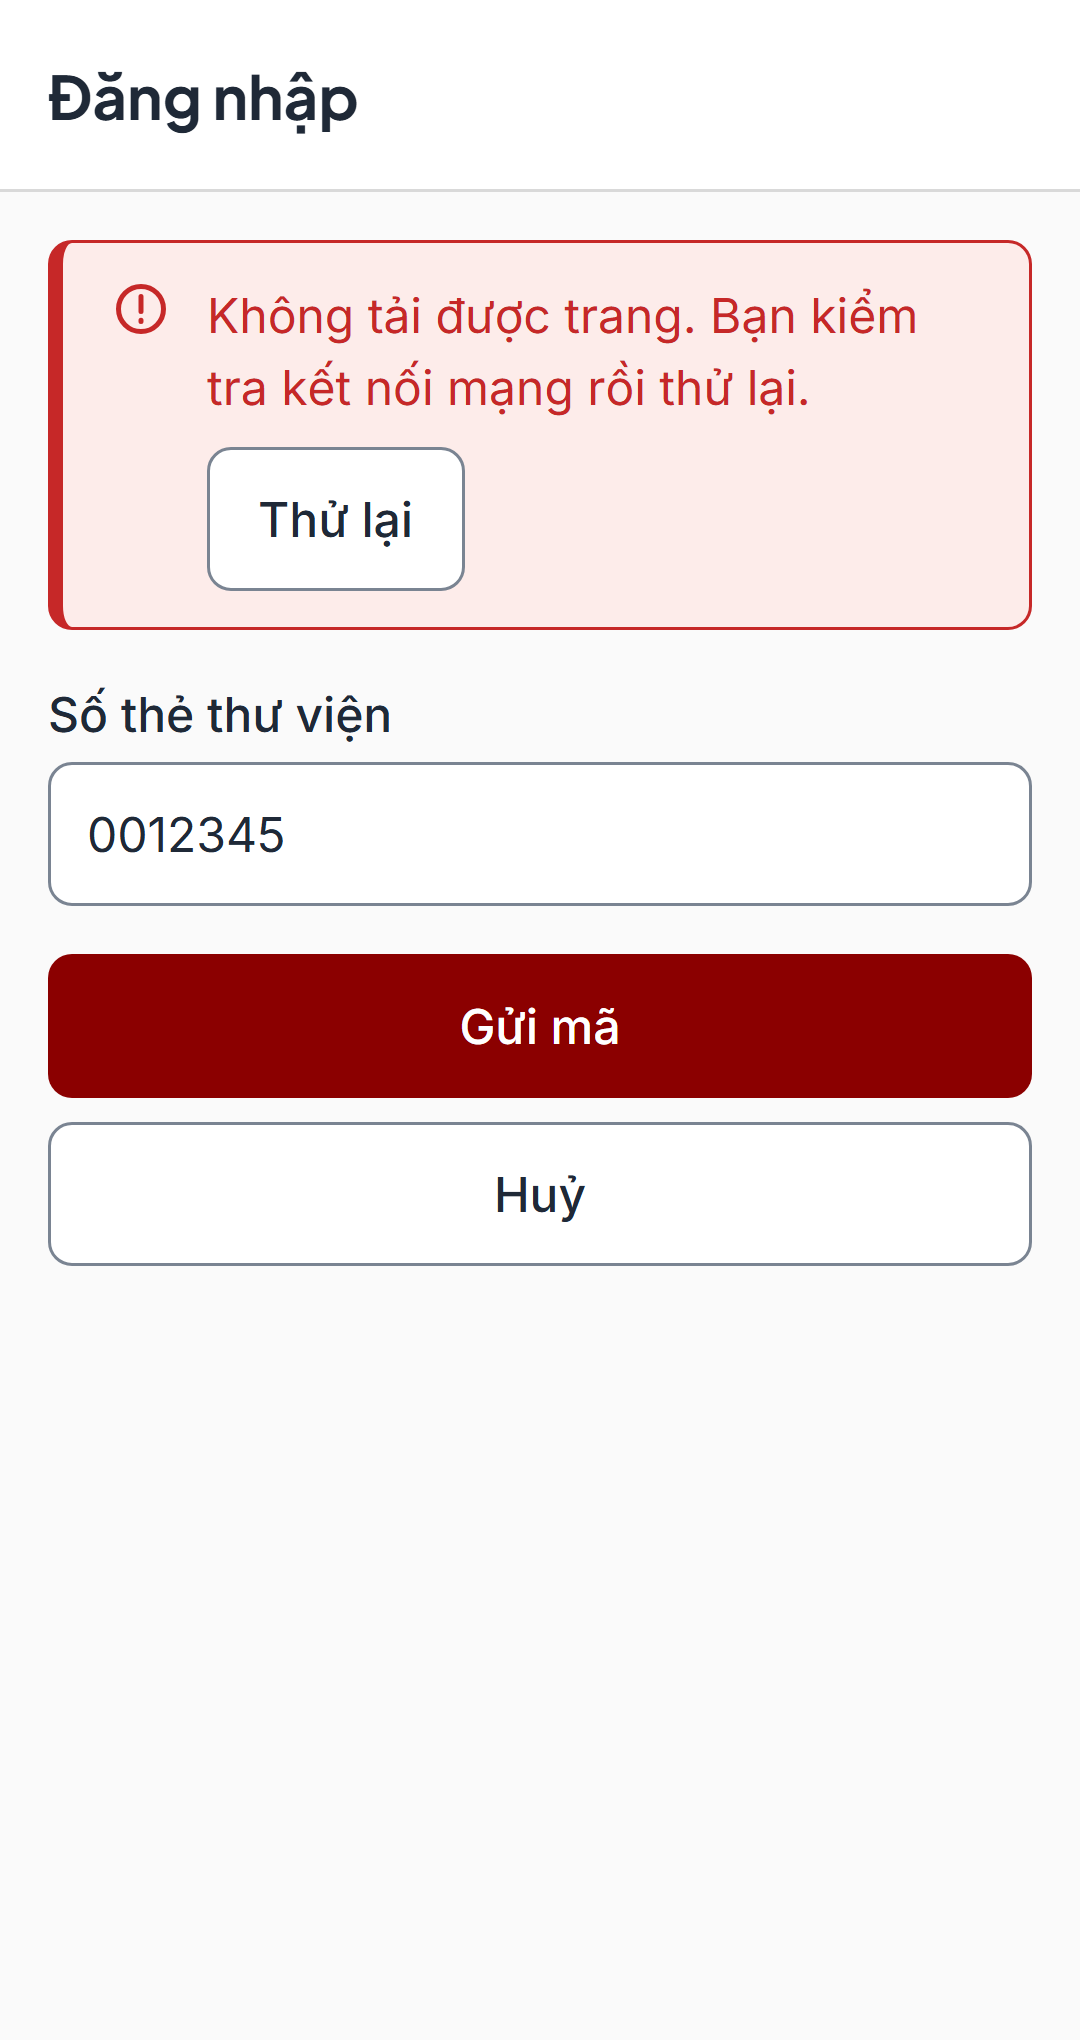 Đăng nhập
Không tải được trang. Bạn kiểm
tra kết nối mạng rồi thử lại.
Thử lại
Số thẻ thư viện
0012345
Gửi mã
Huỷ